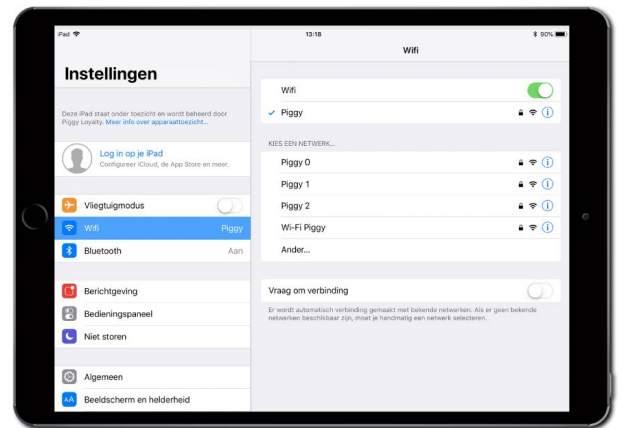 iPad
13:18
90%
Instellingen
Wifi
Deze iPad staat onder toezicht en wordt beheerd door
Piggy Loyalty. Meer info over apparaattoezicht...
Log in op je iPad
Configureer iCloud, de App Store en meer.
Vliegtuigmodus
Wifi Piggy
Bluetooth Aan
Berichtgeving
Bedieningspaneel
Niet storen
Algemeen
AA Beeldscherm en helderheid
Wifi
Piggy
KIES EEN NETWERK...
Piggy 0
Piggy 1
Piggy 2
Wi-Fi Piggy
Ander...
Vraag om verbinding
Er wordt automatisch verbinding gemaakt met bekende netwerken. Als er geen bekende
netwerken beschikbaar zijn, moet je handmatig een netwerk selecteren.